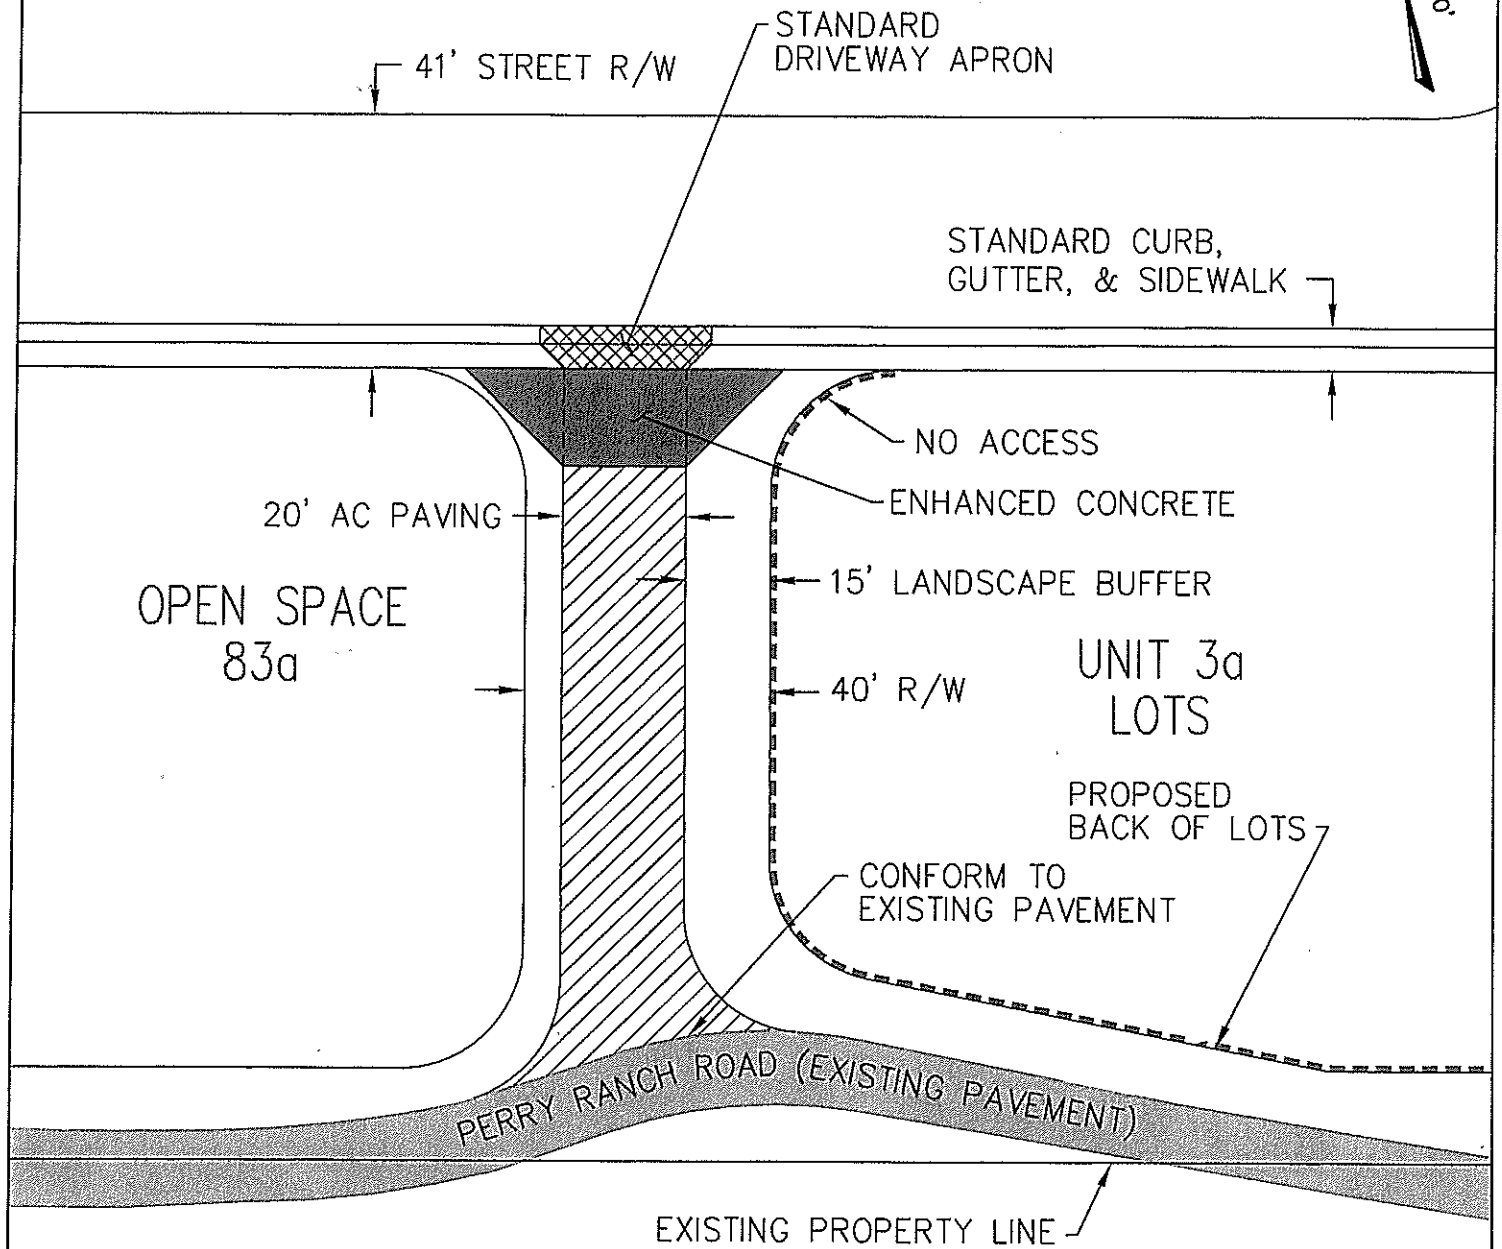 STANDARD
DRIVEWAY APRON
41' STREET R/W
STANDARD CURB,
GUTTER, & SIDEWALK
NO ACCESS
ENHANCED CONCRETE
20' AC PAVING
15' LANDSCAPE BUFFER
OPEN SPACE
83a
UNIT 3a
LOTS
40' R/W
PROPOSED
BACK OF LOTS
CONFORM TO
EXISTING PAVEMENT
PERRY RANCH ROAD (EXISTING PAVEMENT)
EXISTING PROPERTY LINE